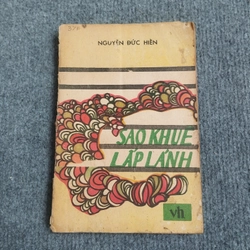 NGUYỄN ĐỨC HIỀN
SAO KHUÊ
LẤP LÁNH
vh